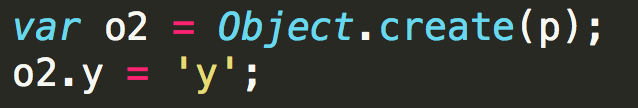 var o2 = Object.create(p);
o2.y = 'y';